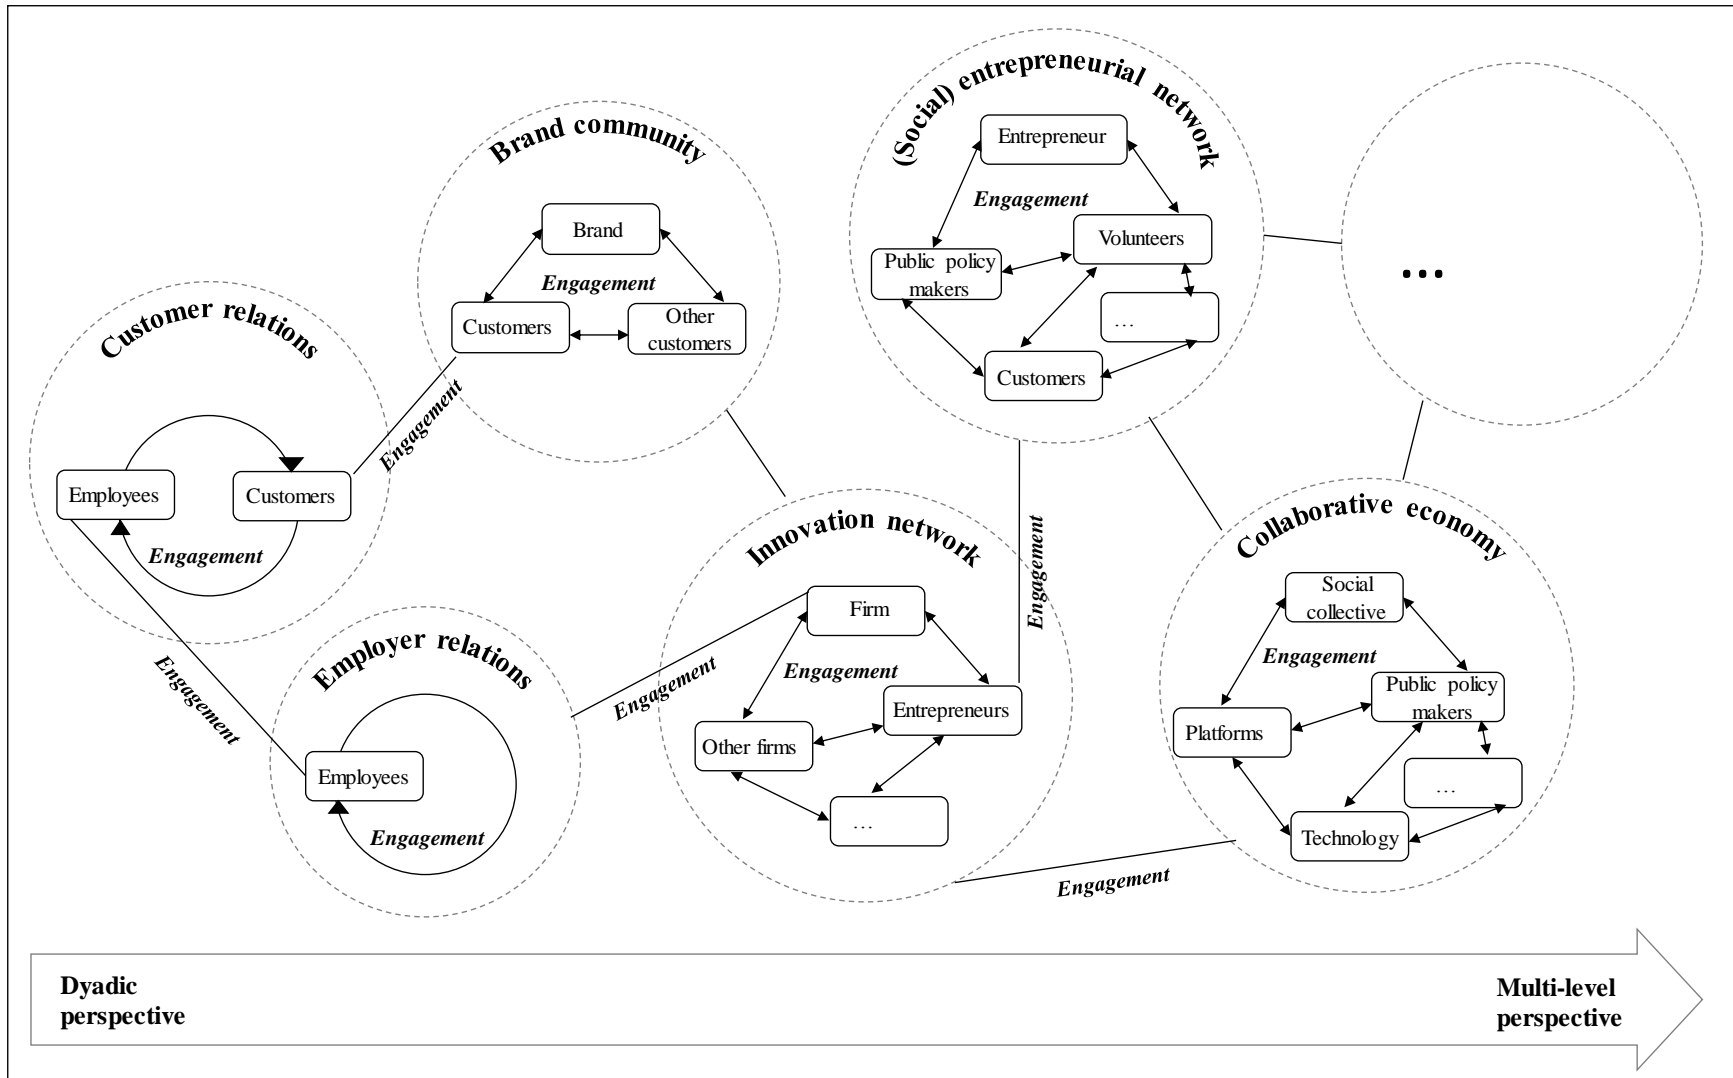 (Social) entrepreneurial network
Entrepreneur
Engagement
Volunteers
Public policy
makers
...
Customers
...
Brand community
Brand
Engagement
Customers
Other
customers
Customer relations
Employees
Customers
Engagement
Engagement
Engagement
Employer relations
Employees
Engagement
Engagement
Innovation network
Firm
Engagement
Entrepreneurs
Other firms
...
Engagement
Engagement
Collaborative economy
Social
collective
Engagement
Public policy
makers
Platforms
...
Technology
Dyadic
perspective
Multi-level
perspective